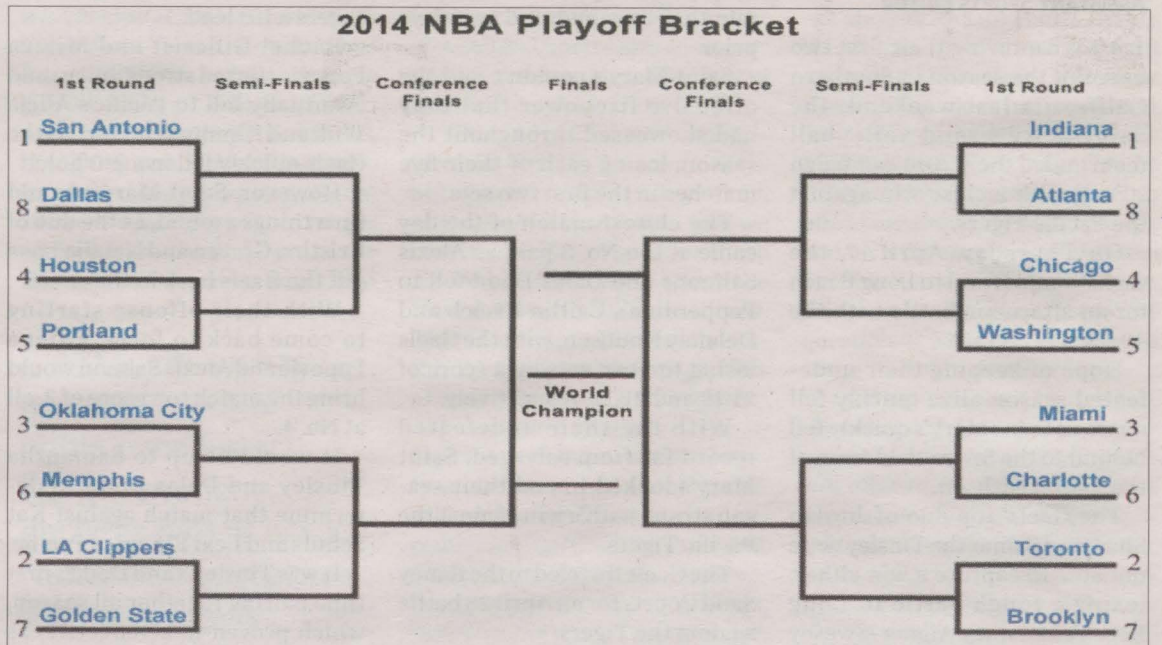 2014 NBA Playoff Bracket
1st Round
Semi-Finals
Conference
Finals
Finals
Conference
Finals
Semi-Finals
1st Round
1 San Antonio
8 Dallas
4 Houston
5 Portland
3 Oklahoma City
6 Memphis
2 LA Clippers
7 Golden State
World
Champion
Indiana 1
Atlanta 8
Chicago 4
Washington 5
Miami 3
Charlotte 6
Toronto 2
Brooklyn 7